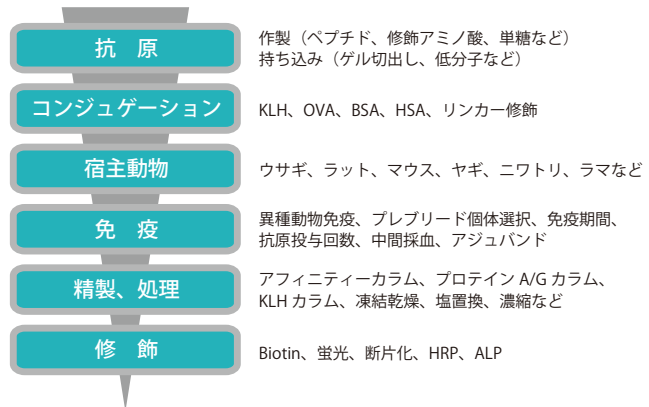 抗　原
作製（ペプチド、修飾アミノ酸、単糖など）
持ち込み（ゲル切出し、低分子など）
コンジュゲーション
KLH、OVA、BSA、HSA、リンカー修飾
宿主動物
ウサギ、ラット、マウス、ヤギ、ニワトリ、ラマなど
免　疫
異種動物免疫、プレブリード個体選択、免疫期間、
抗原投与回数、中間採血、アジュバンド
精製、処理
アフィニティーカラム、プロテイン A/G カラム、
KLH カラム、凍結乾燥、塩置換、濃縮など
修　飾
Biotin、蛍光、断片化、HRP、ALP